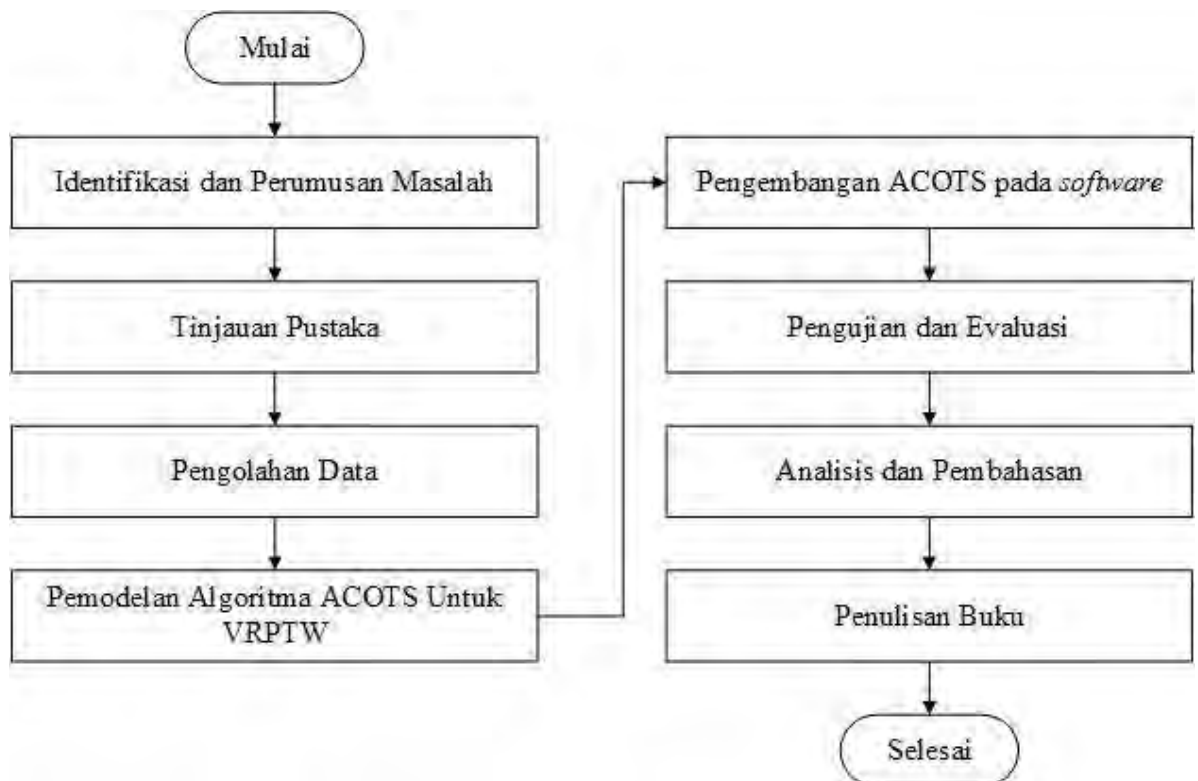 Mulai
Identifikasi dan Perumusan Masalah
Tinjauan Pustaka
Pengolahan Data
Pemodelan Algoritma ACOTS Untuk
VRPTW
Pengembangan ACOTS pada software
Pengujian dan Evaluasi
Analisis dan Pembahasan
Penulisan Buku
Selesai